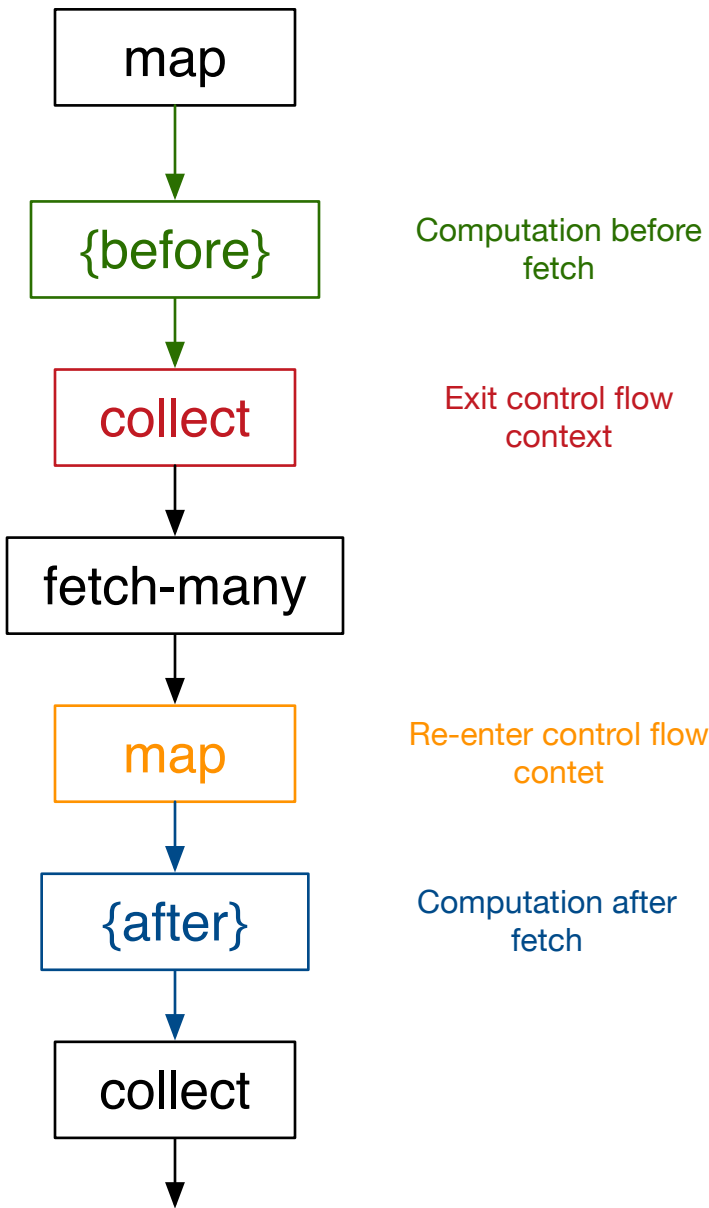 map
{before}
Computation before
fetch
collect
Exit control flow
context
fetch-many
map
Re-enter control flow
contet
{after}
Computation after
fetch
collect